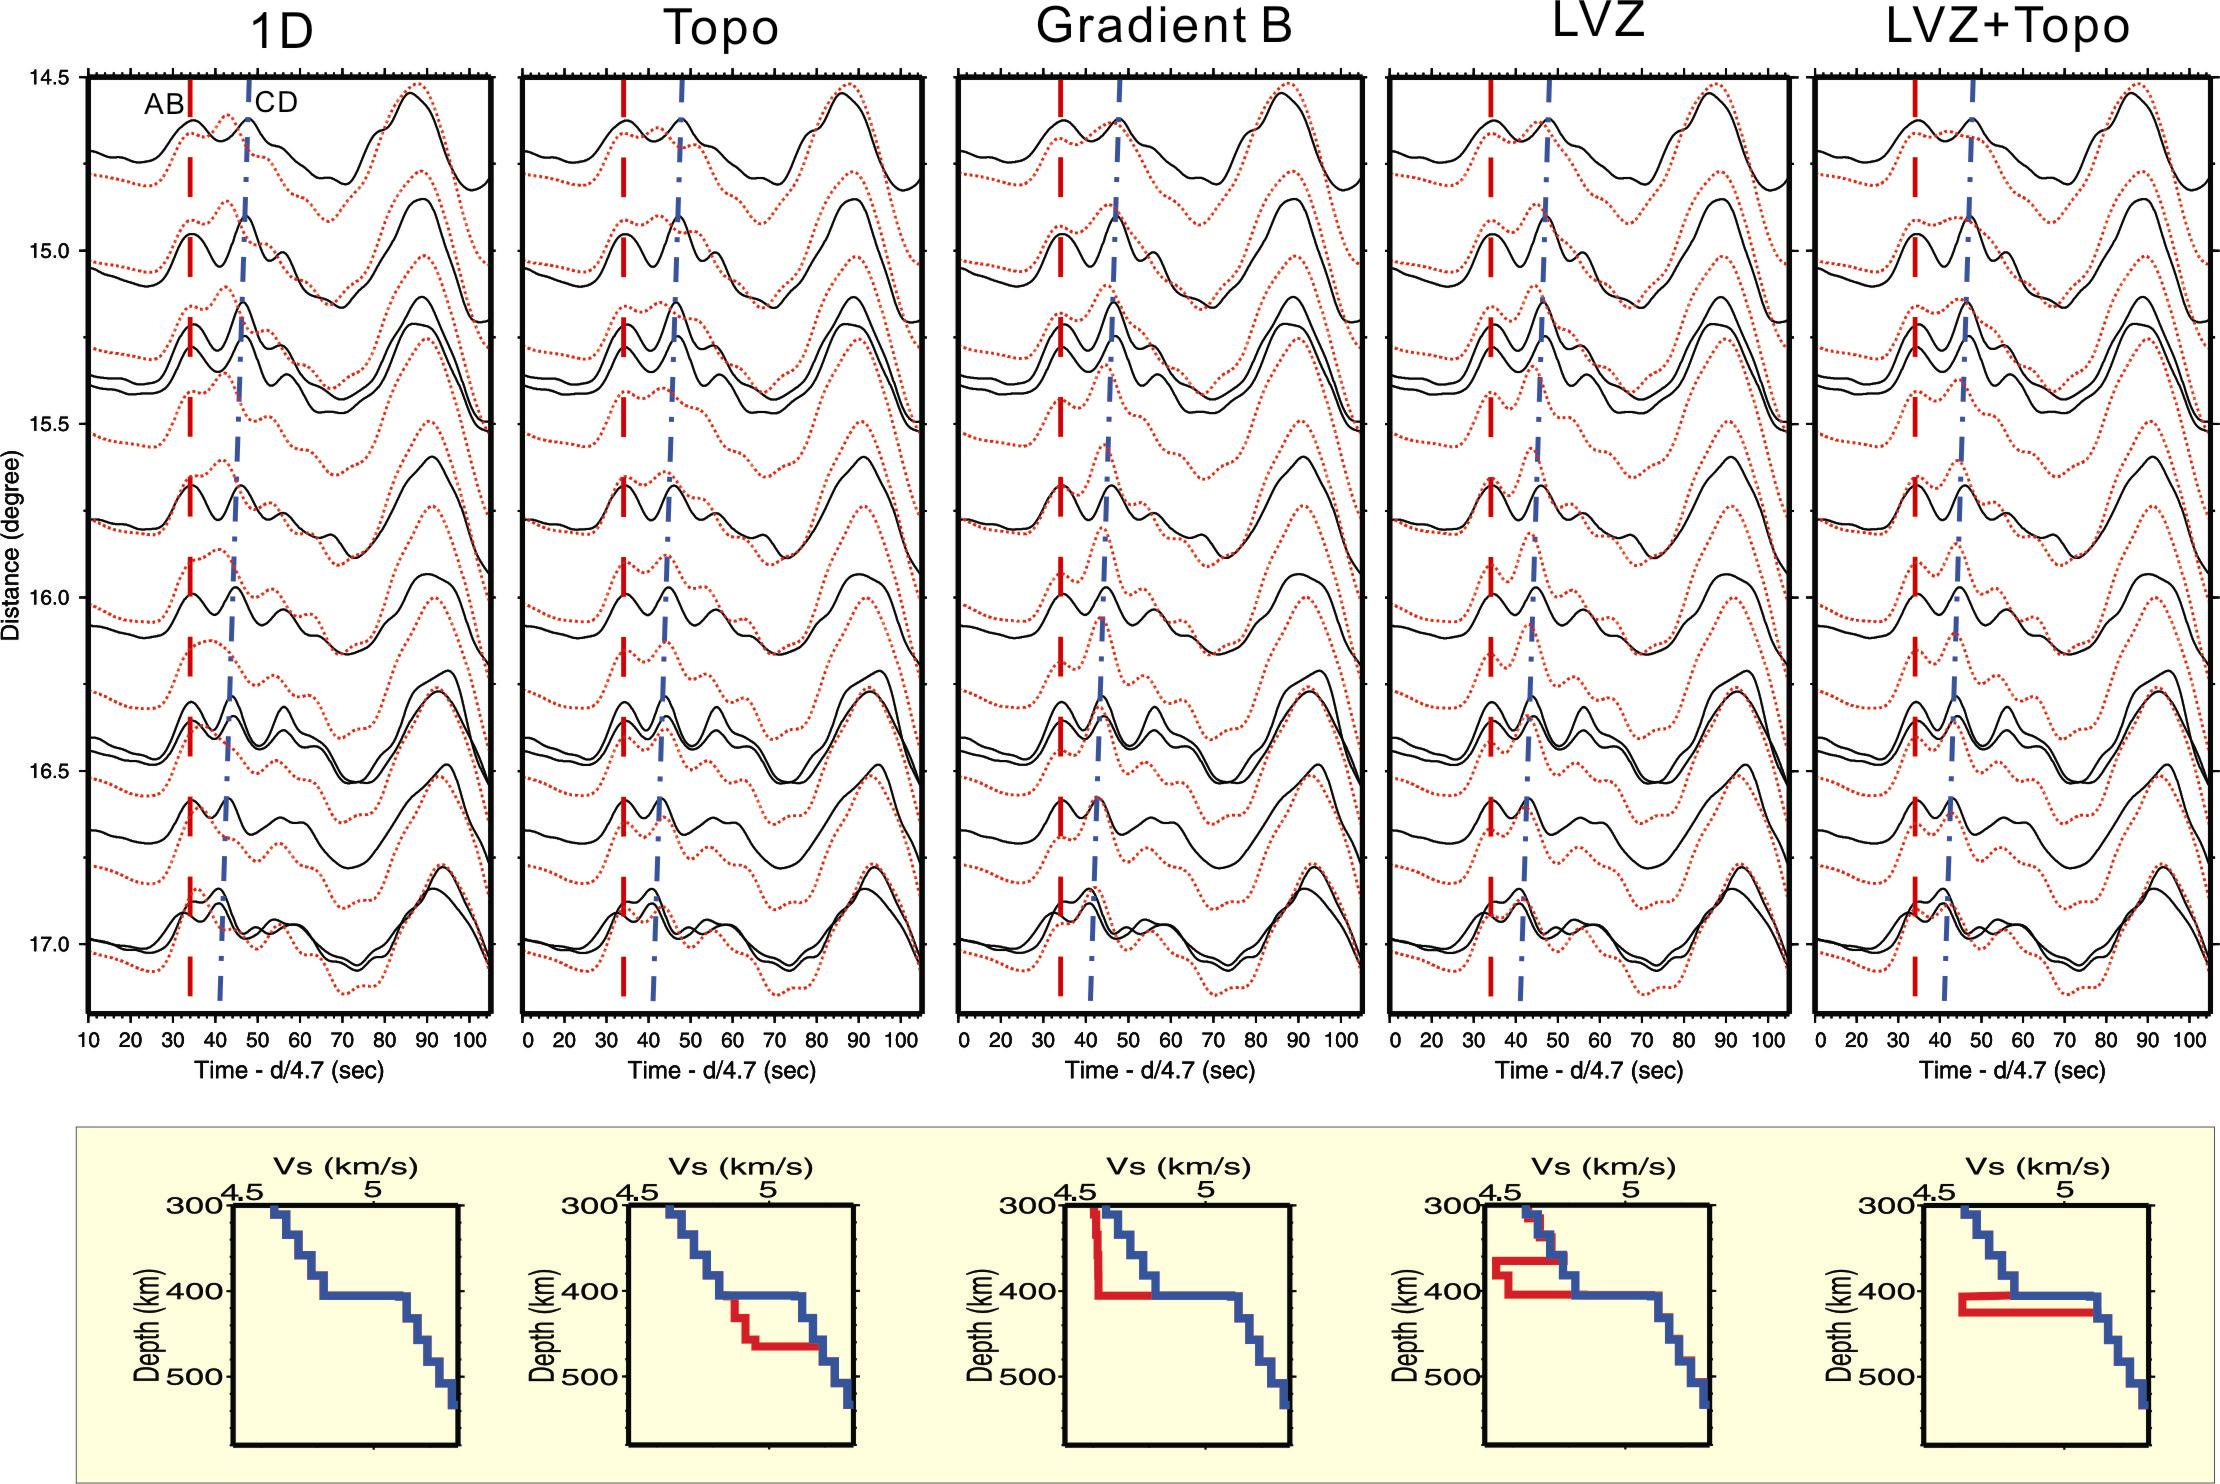 1D Topo Gradient B LVZ LVZ+Topo
14.5
AB CD
15.0
15.5
Distance (degree)
16.0
16.5
17.0
10 20 30 40 50 60 70 80 90 100 0 20 30 40 50 60 70 80 90 100 0 20 30 40 50 60 70 80 90 100 0 20 30 40 50 60 70 80 90 100 0 20 30 40 50 60 70 80 90 100
Time - d/4.7 (sec) Time - d/4.7 (sec) Time - d/4.7 (sec) Time - d/4.7 (sec) Time - d/4.7 (sec)
Vs (km/s) Vs (km/s) Vs (km/s) Vs (km/s) Vs (km/s)
4.5 5 4.5 5 4.5 5 4.5 5 4.5 5
300 300 300 300 300
Depth (km) Depth (km) Depth (km) Depth (km) Depth (km)
400 400 400 400 400
500 500 500 500 500